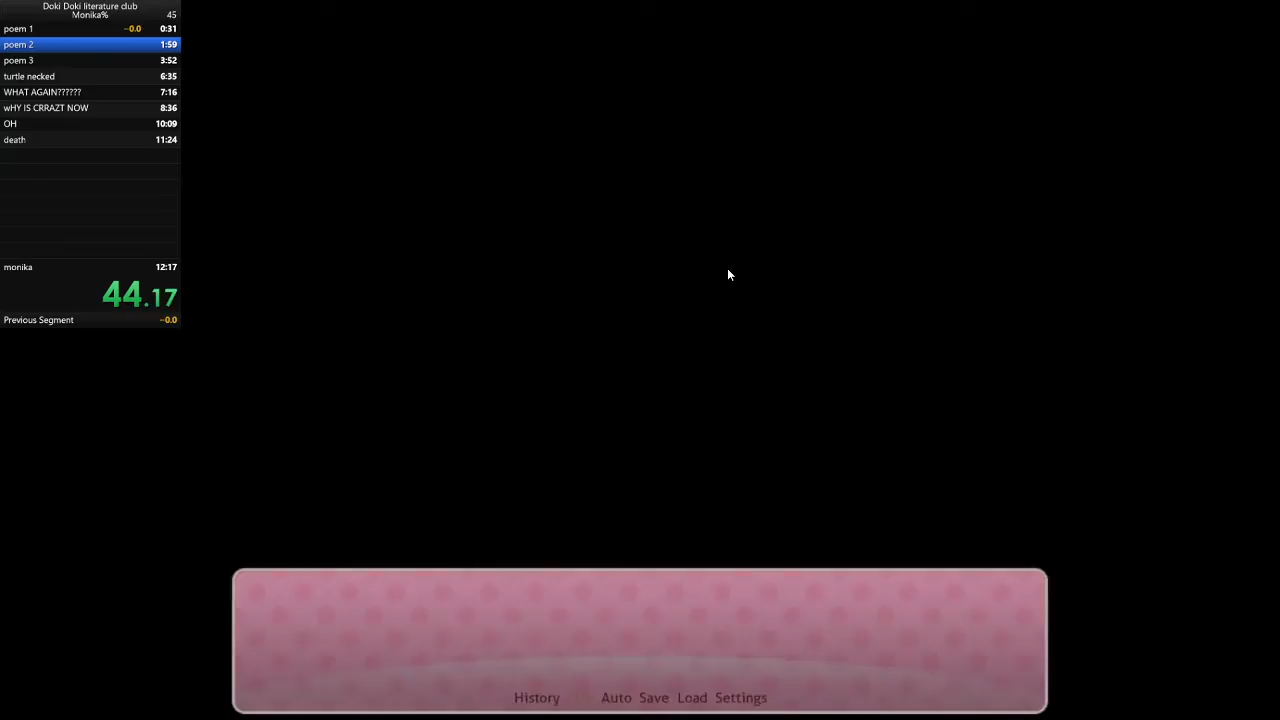 Doki Doki literature club
Monika% 45
poem 1 −0.0 0:31
poem 2 1:59
poem 3 3:52
turtle necked 6:35
WHAT AGAIN?????? 7:16
wHY IS CRRAZT NOW 8:36
OH 10:09
death 11:24
monika 12:17
44.17
Previous Segment −0.0
History Auto Save Load Settings